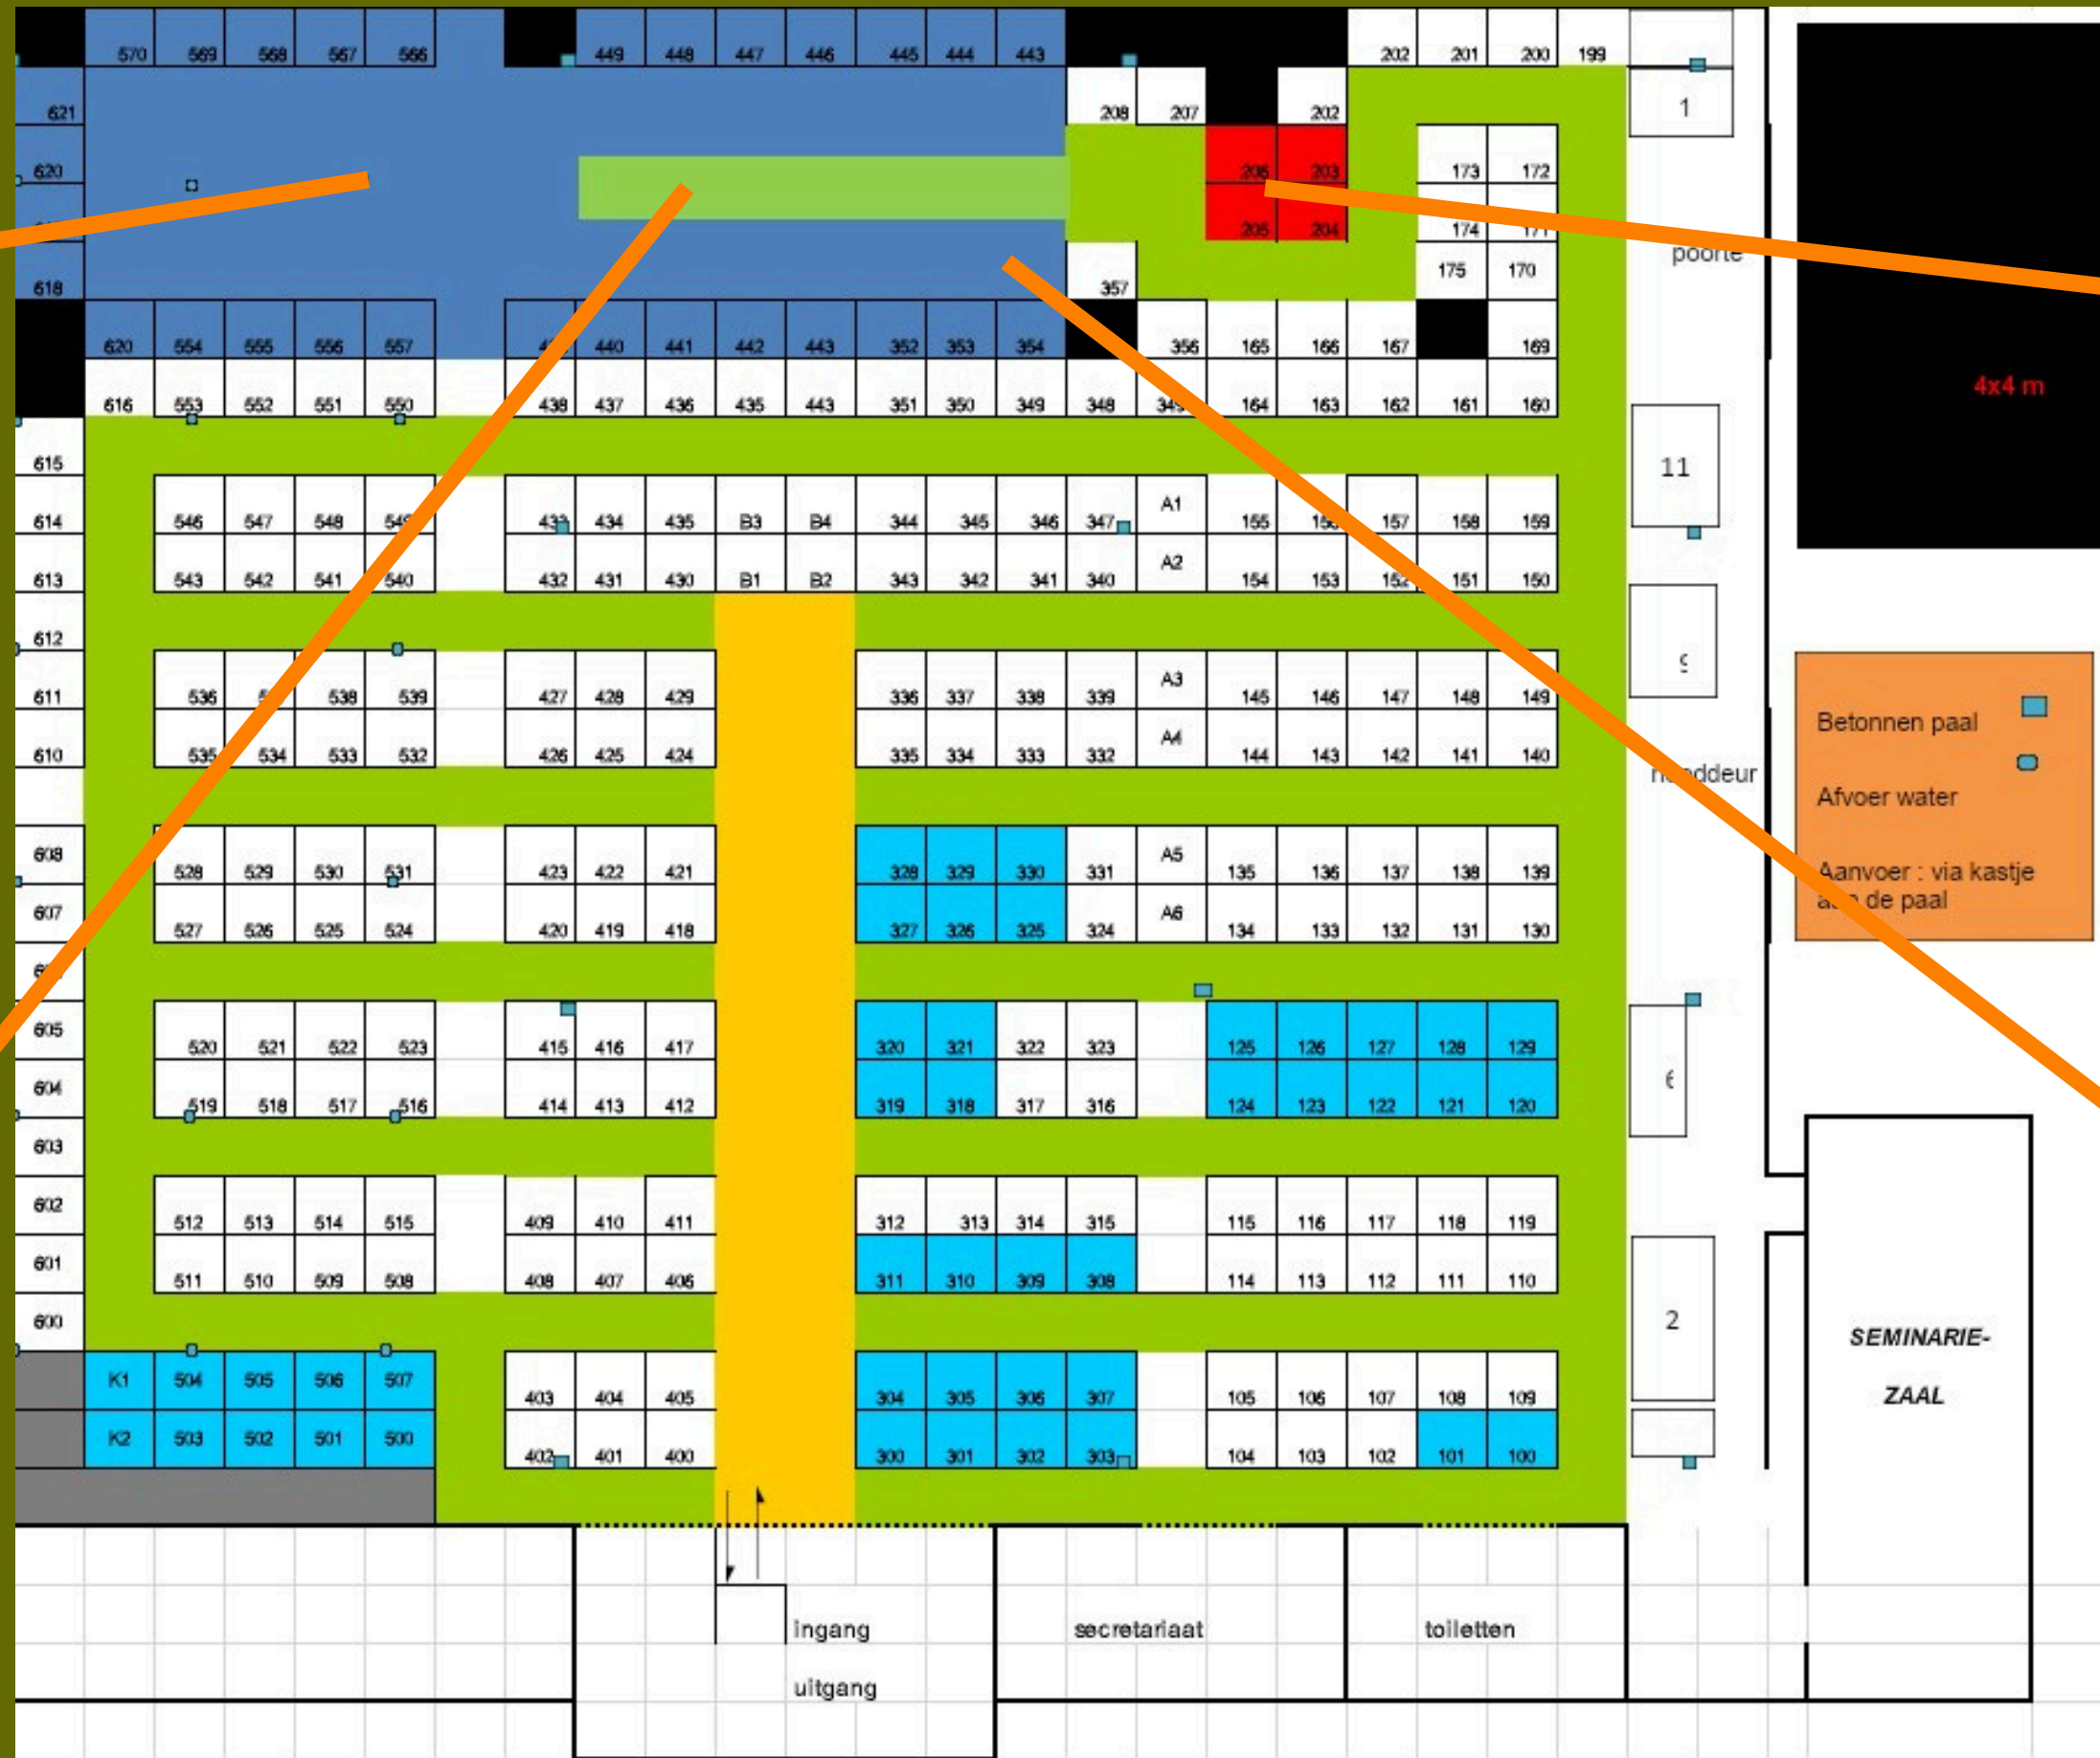 570 569 568 567 566 449 448 447 446 445 444 443 202 201 200 199
621 208 207 202 1
620 206 203 173 172
205 204 174 171
poorte
618 357 175 170
620 554 555 556 557 440 441 442 443 352 353 354 356 165 166 167 169
4x4 m
616 553 552 551 550 438 437 436 435 443 351 350 349 348 349 164 163 162 161 160
615 11
614 546 547 548 549 433 434 435 B3 B4 344 345 346 347 A1 155 156 157 158 159
613 543 542 541 540 432 431 430 B1 B2 343 342 341 340 A2 154 153 152 151 150
612
611 536 538 539 427 428 429 336 337 338 339 A3 145 146 147 148 149
Betonnen paal
610 535 534 533 532 426 425 424 335 334 333 332 A4 144 143 142 141 140
Afvoer water
608 528 529 530 531 423 422 421 328 329 330 331 A5 135 136 137 138 139
Aanvoer : via kastje
de paal
607 527 526 525 524 420 419 418 327 326 325 324 A6 134 133 132 131 130
605 520 521 522 523 415 416 417 320 321 322 323 125 126 127 128 129
604 519 518 517 516 414 413 412 319 318 317 316 124 123 122 121 120
603
602 512 513 514 515 409 410 411 312 313 314 315 115 116 117 118 119
601 511 510 509 508 408 407 406 311 310 309 308 114 113 112 111 110
600 2
SEMINARIE-
ZAAL
K1 504 505 506 507 403 404 405 304 305 306 307 105 106 107 108 109
K2 503 502 501 500 402 401 400 300 301 302 303 104 103 102 101 100
ingang secretariaat toiletten
uitgang